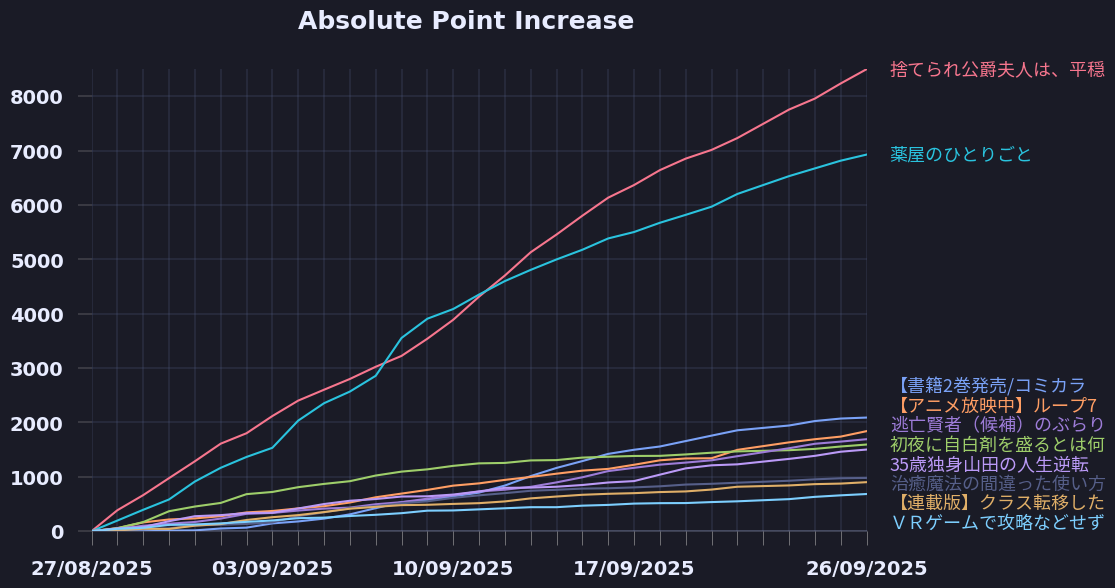 Absolute Point Increase
8000
7000
6000
5000
4000
3000
2000
1000
0
27/08/2025
03/09/2025
10/09/2025
17/09/2025
26/09/2025
捨てられ公爵夫人は、平穏
薬屋のひとりごと
【書籍2巻発売/コミカラ
【アニメ放映中】ループ7
逃亡賢者（候補）のぶらり
初夜に自白剤を盛るとは何
35歳独身山田の人生逆転
治癒魔法の間違った使い方
【連載版】クラス転移した
ＶＲゲームで攻略などせず